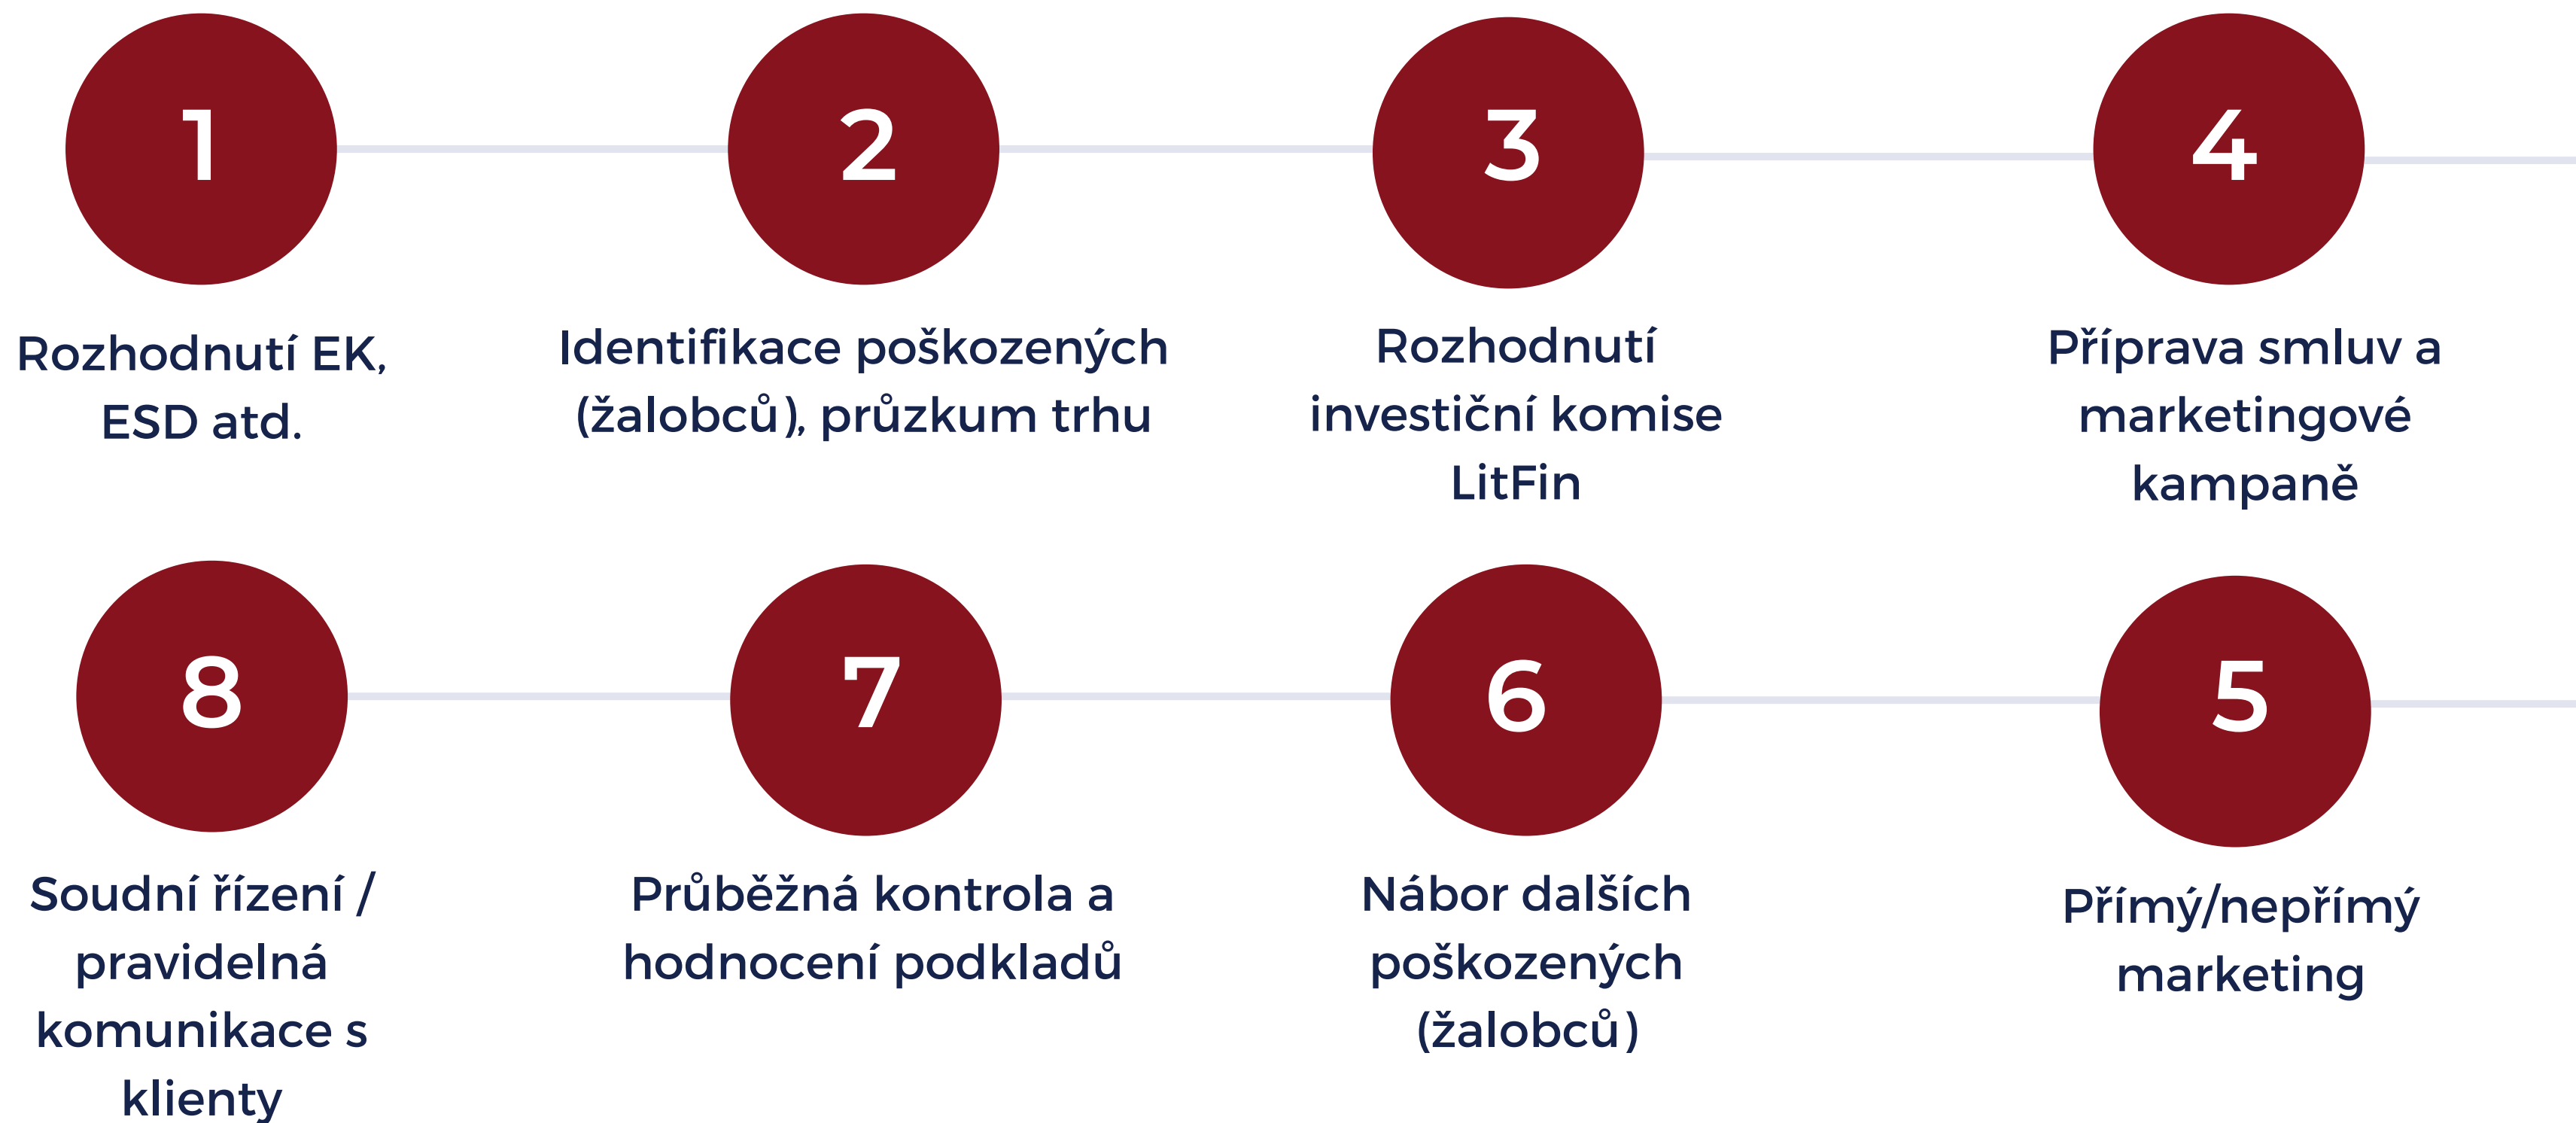 1
Rozhodnutí EK,
ESD atd.
2
Identifikace poškozených
(žalobců), průzkum trhu
3
Rozhodnutí
investiční komise
LitFin
4
Příprava smluv a
marketingové
kampaně
8
Soudní řízení /
pravidelná
komunikace s
klienty
7
Průběžná kontrola a
hodnocení podkladů
6
Nábor dalších
poškozených
(žalobců)
5
Přímý/nepřímý
marketing